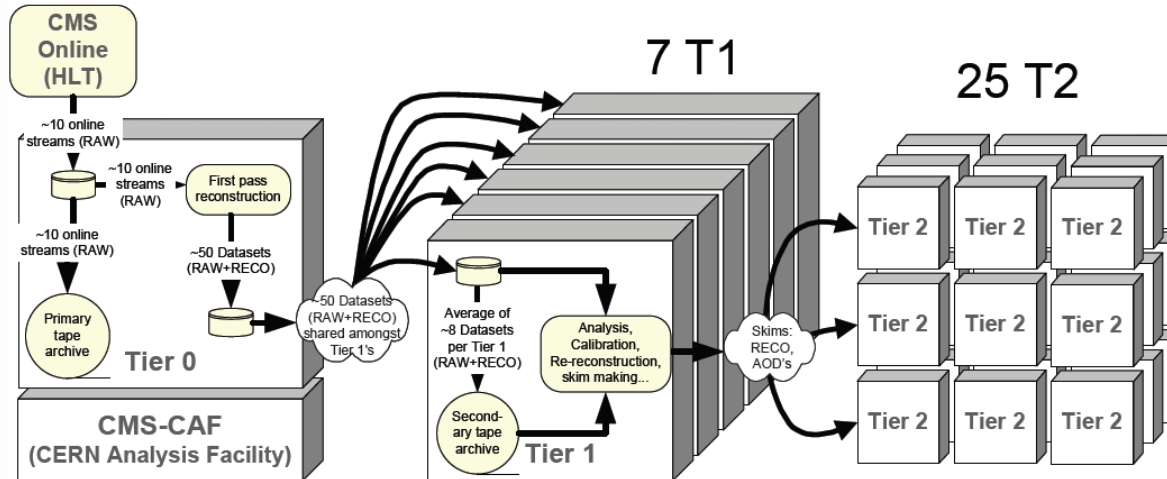 CMS
Online
(HLT)
~10 online
streams (RAW)
~10 online
streams
(RAW)
First pass
reconstruction
~10 online
streams (RAW)
~50 Datasets
(RAW+RECO)
Primary
tape
archive
Tier 0
CMS-CAF
(CERN Analysis Facility)
~50 Datasets
(RAW+RECO)
shared amongst
Tier 1's
7 T1
Average of
~8 Datasets
per Tier 1
(RAW+RECO)
Analysis,
Calibration,
Re-reconstruction,
skim making...
Second-
ary tape
archive
Tier 1
Skims:
RECO,
AOD's
25 T2
Tier 2
Tier 2
Tier 2
Tier 2
Tier 2
Tier 2
Tier 2
Tier 2
Tier 2